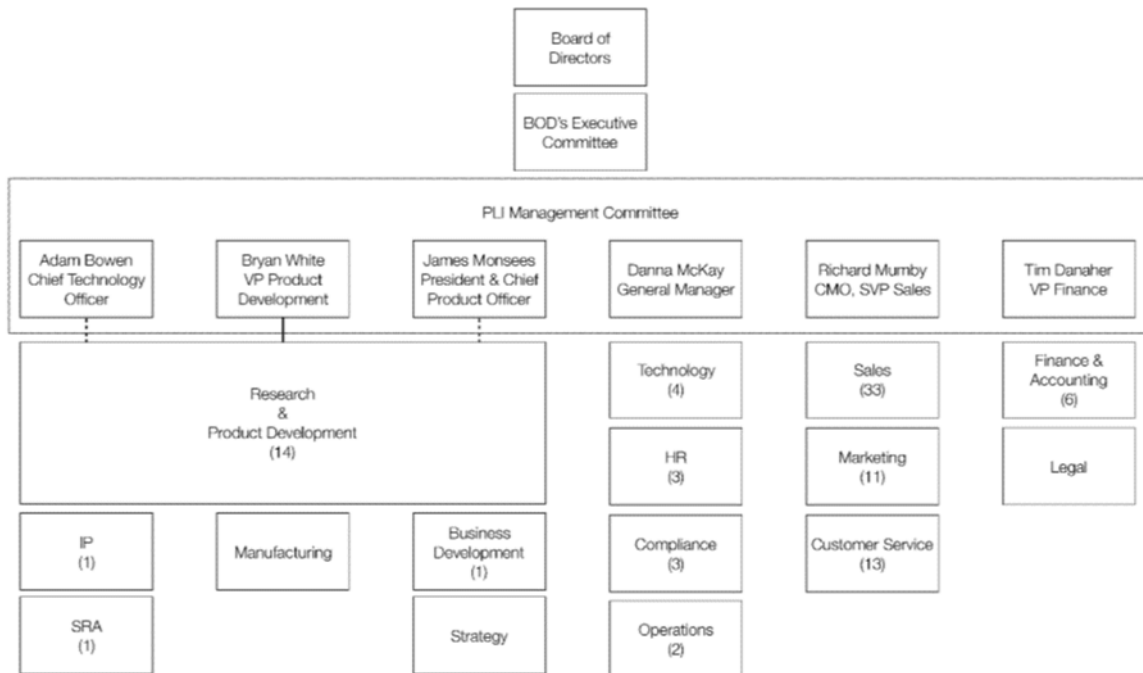 Board of
Directors
BOD's Executive
Committee
PLI Management Committee
Adam Bowen
Chief Technology
Officer
Bryan White
VP Product
Development
James Monsees
President & Chief
Product Officer
Danna McKay
General Manager
Richard Mumby
CMO, SVP Sales
Tim Danaher
VP Finance
Research
&
Product Development
(14)
Technology
(4)
Sales
(33)
Finance &
Accounting
(6)
HR
(3)
Marketing
(11)
Legal
IP
(1)
Manufacturing
Business
Development
(1)
Compliance
(3)
Customer Service
(13)
SRA
(1)
Strategy
Operations
(2)